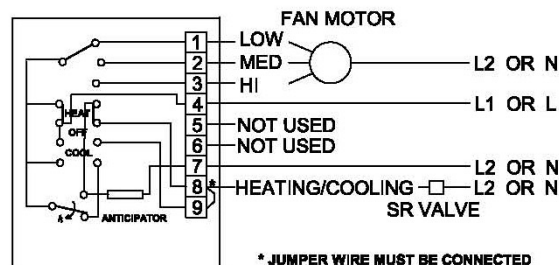 FAN MOTOR
1 LOW
2 MED L2 OR N
3 HI
4 L1 OR L
HEAT
5 NOT USED
OFF
6 NOT USED
COOL
7 L2 OR N
8 * HEATING/COOLING L2 OR N
SR VALVE
9
A ANTICIPATOR
* JUMPER WIRE MUST BE CONNECTED